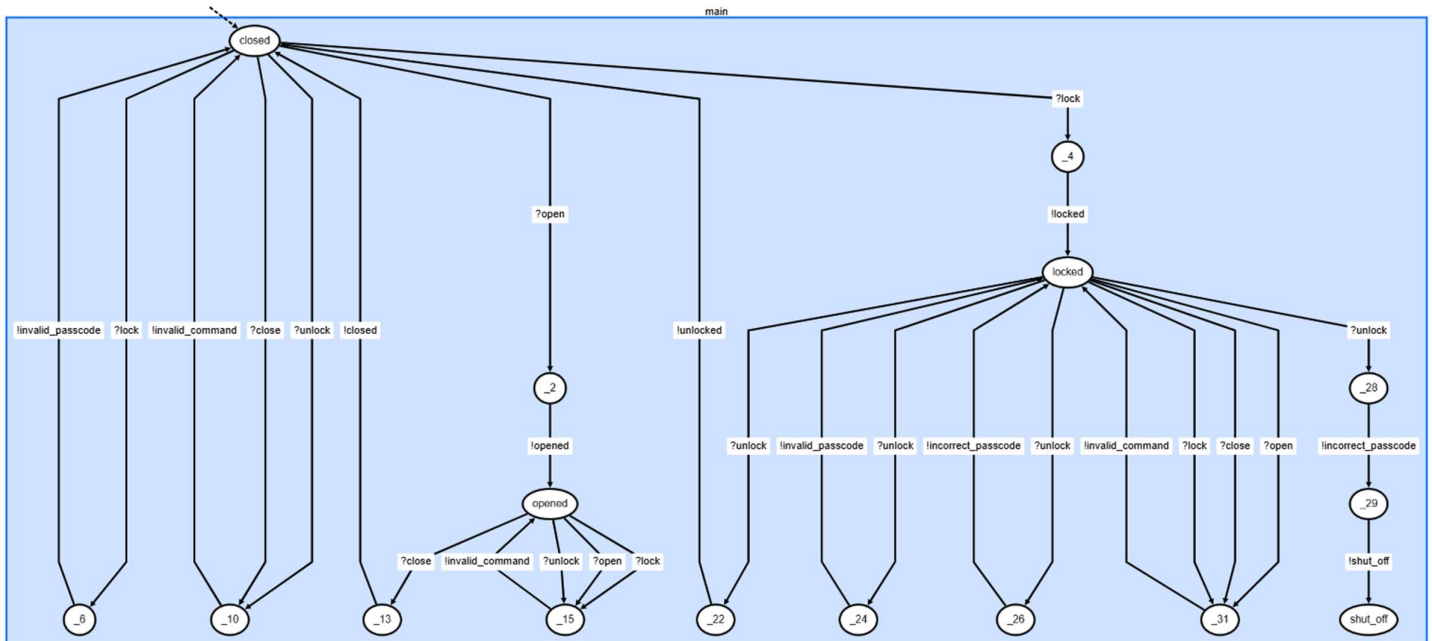 main
closed
?lock
_4
?open
!locked
locked
!invalid_passcode
?lock
!invalid_command
?close
?unlock
!closed
!unlocked
?unlock
_2
_28
!opened
?unlock
!invalid_passcode
?unlock
!incorrect_passcode
?unlock
!invalid_command
?lock
?close
?open
!incorrect_passcode
opened
_29
?close
!invalid_command
?unlock
?open
?lock
!shut_off
_6
_10
_13
_15
_22
_24
_26
_31
shut_off